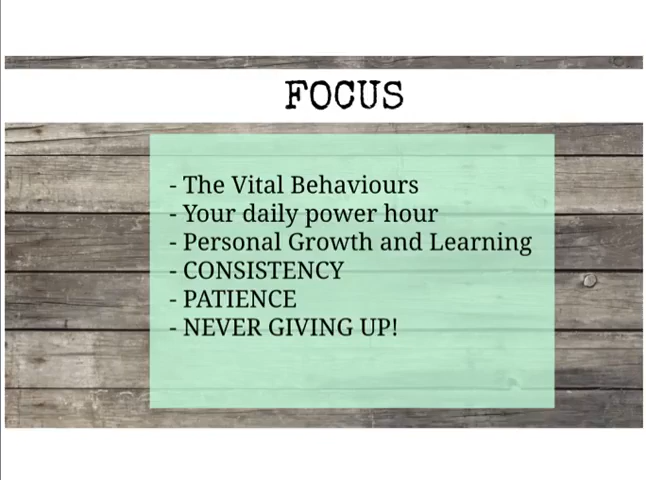 FOCUS
- The Vital Behaviours
- Your daily power hour
- Personal Growth and Learning
- CONSISTENCY
- PATIENCE
- NEVER GIVING UP!